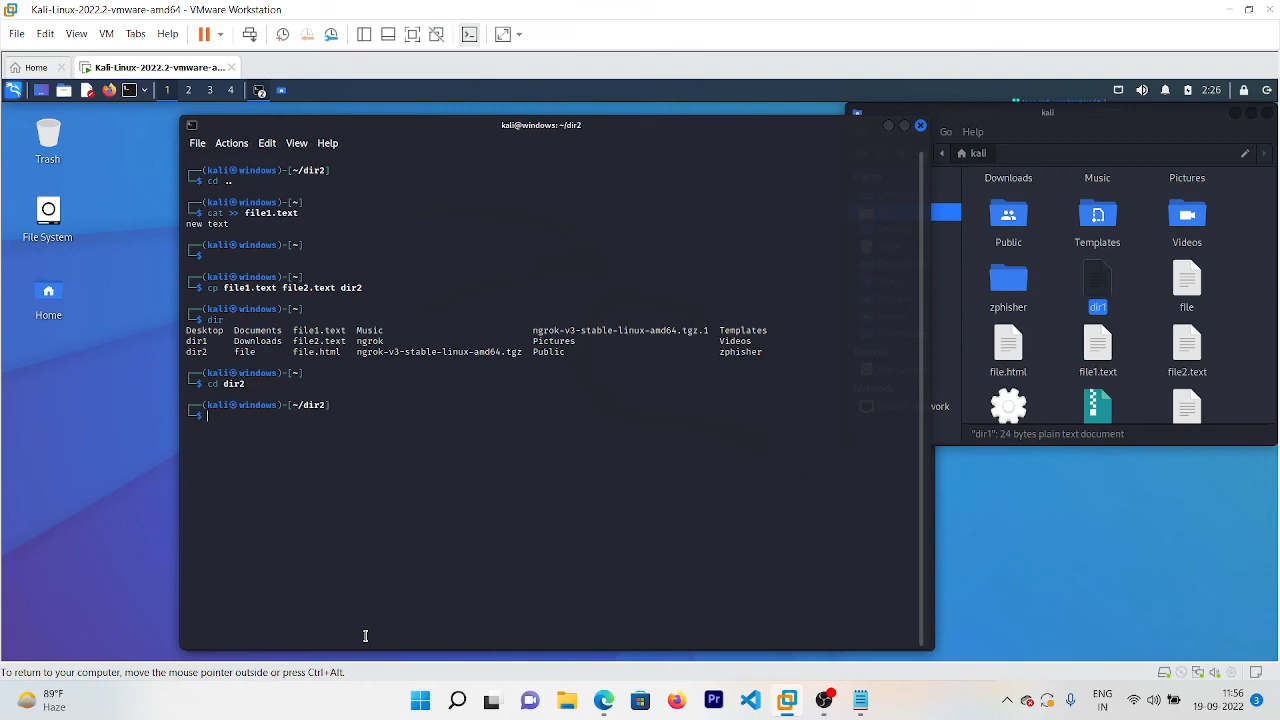 Kali-Linux-2022.2-vmware-amd64 - VMware Workstation
File Edit View VM Tabs Help
Home Kali-Linux-2022.2-vmware-a...
1 2 3 4 2:26
kali@windows: ~/dir2
kali
File Actions Edit View Help
Go Help
kali
Trash
File System
Home
┌──(kali㉿windows)-[~/dir2]
└─$ cd ..
┌──(kali㉿windows)-[~]
└─$ cat >> file1.text
new text
┌──(kali㉿windows)-[~]
└─$
┌──(kali㉿windows)-[~]
└─$ cp file1.text file2.text dir2
┌──(kali㉿windows)-[~]
└─$ dir
Desktop Documents file1.text Music ngrok-v3-stable-linux-amd64.tgz.1 Templates
dir1 Downloads file2.text ngrok Pictures Videos
dir2 file file.html ngrok-v3-stable-linux-amd64.tgz Public zphisher
┌──(kali㉿windows)-[~]
└─$ cd dir2
┌──(kali㉿windows)-[~/dir2]
└─$
Downloads Music Pictures
Public Templates Videos
zphisher dir1 file
file.html file1.text file2.text
"dir1": 24 bytes plain text document
To return to your computer, move the mouse pointer outside or press Ctrl+Alt.
89°F
Haze
Pr
ENG
IN
11:56
19-09-2022
3